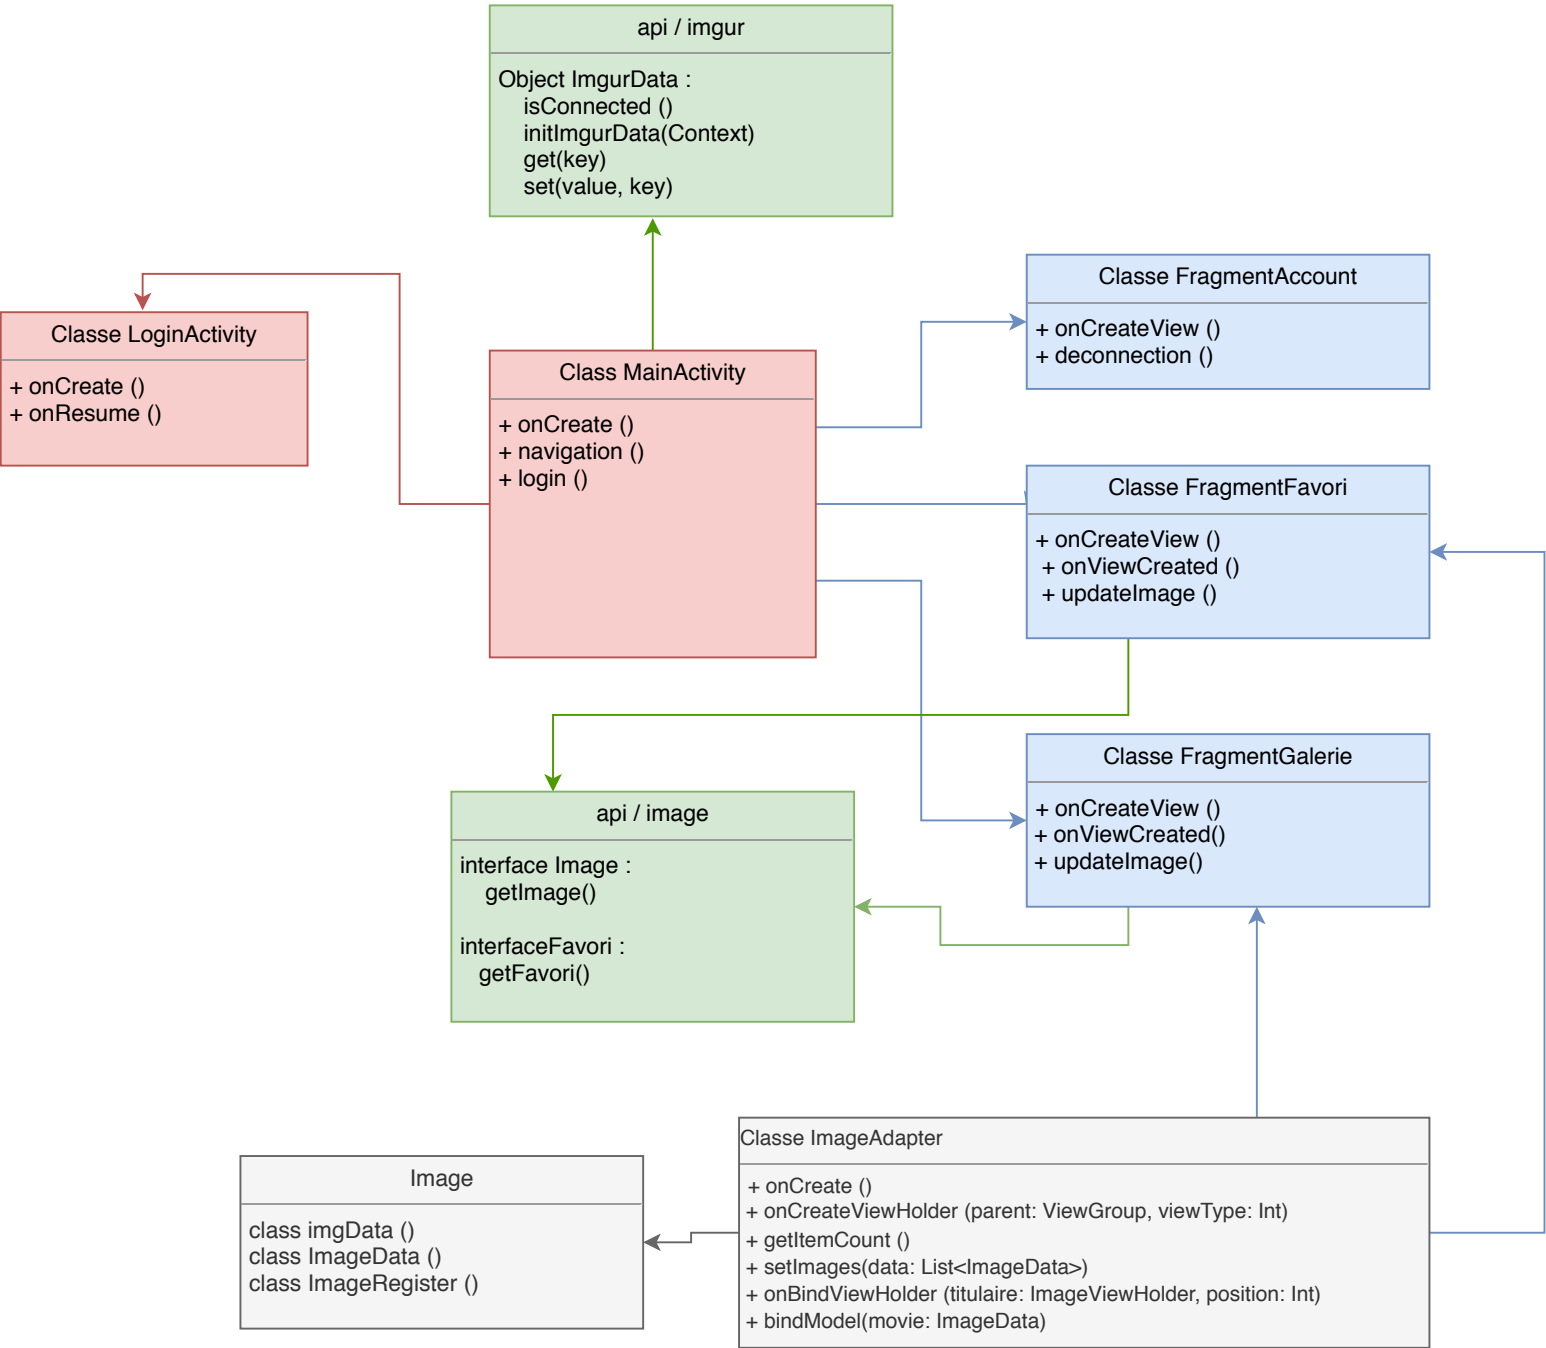 api / imgur
Object ImgurData :
isConnected ()
initImgurData(Context)
get(key)
set(value, key)
Classe LoginActivity
+ onCreate ()
+ onResume ()
Class MainActivity
+ onCreate ()
+ navigation ()
+ login ()
Classe FragmentAccount
+ onCreateView ()
+ deconnection ()
Classe FragmentFavori
+ onCreateView ()
+ onViewCreated ()
+ updateImage ()
Classe FragmentGalerie
+ onCreateView ()
+ onViewCreated()
+ updateImage()
api / image
interface Image :
getImage()
interfaceFavori :
getFavori()
Image
class imgData ()
class ImageData ()
class ImageRegister ()
Classe ImageAdapter
+ onCreate ()
+ onCreateViewHolder (parent: ViewGroup, viewType: Int)
+ getItemCount ()
+ setImages(data: List<ImageData>)
+ onBindViewHolder (titulaire: ImageViewHolder, position: Int)
+ bindModel(movie: ImageData)